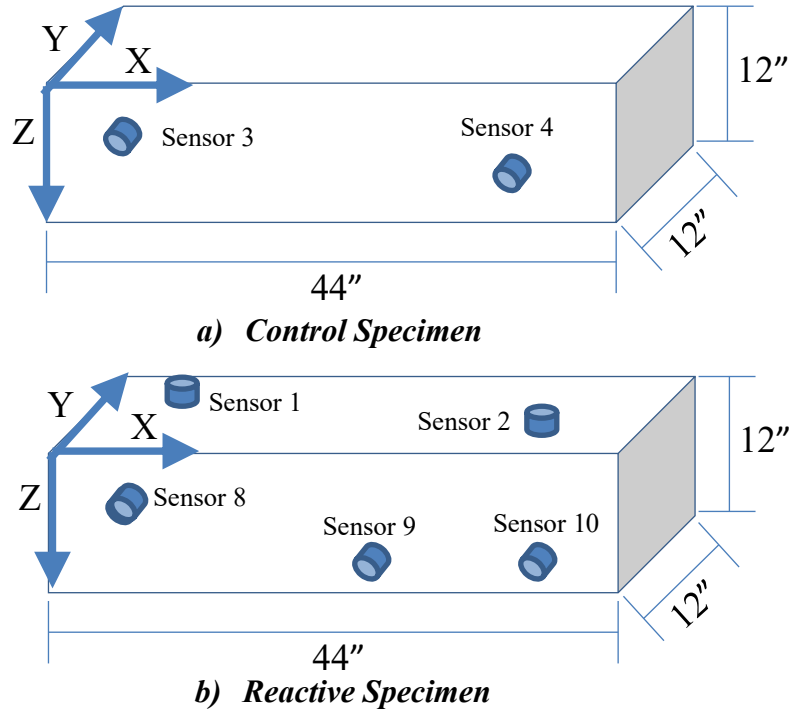 Y
X
12”
Z
Sensor 3
Sensor 4
12”
44”
a) Control Specimen
Y
Sensor 1
X
Sensor 2
12”
Z
Sensor 8
Sensor 9
Sensor 10
12”
44”
b) Reactive Specimen